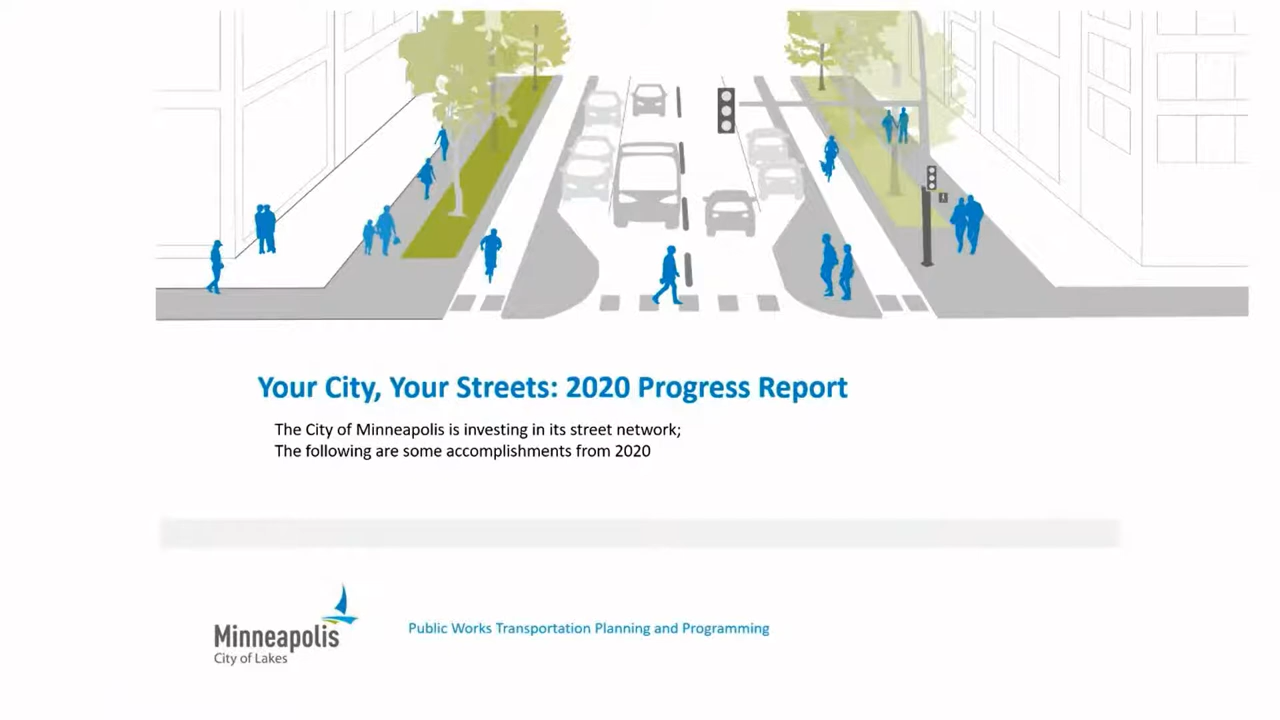 Your City, Your Streets: 2020 Progress Report
The City of Minneapolis is investing in its street network;
The following are some accomplishments from 2020
Minneapolis
City of Lakes
Public Works Transportation Planning and Programming